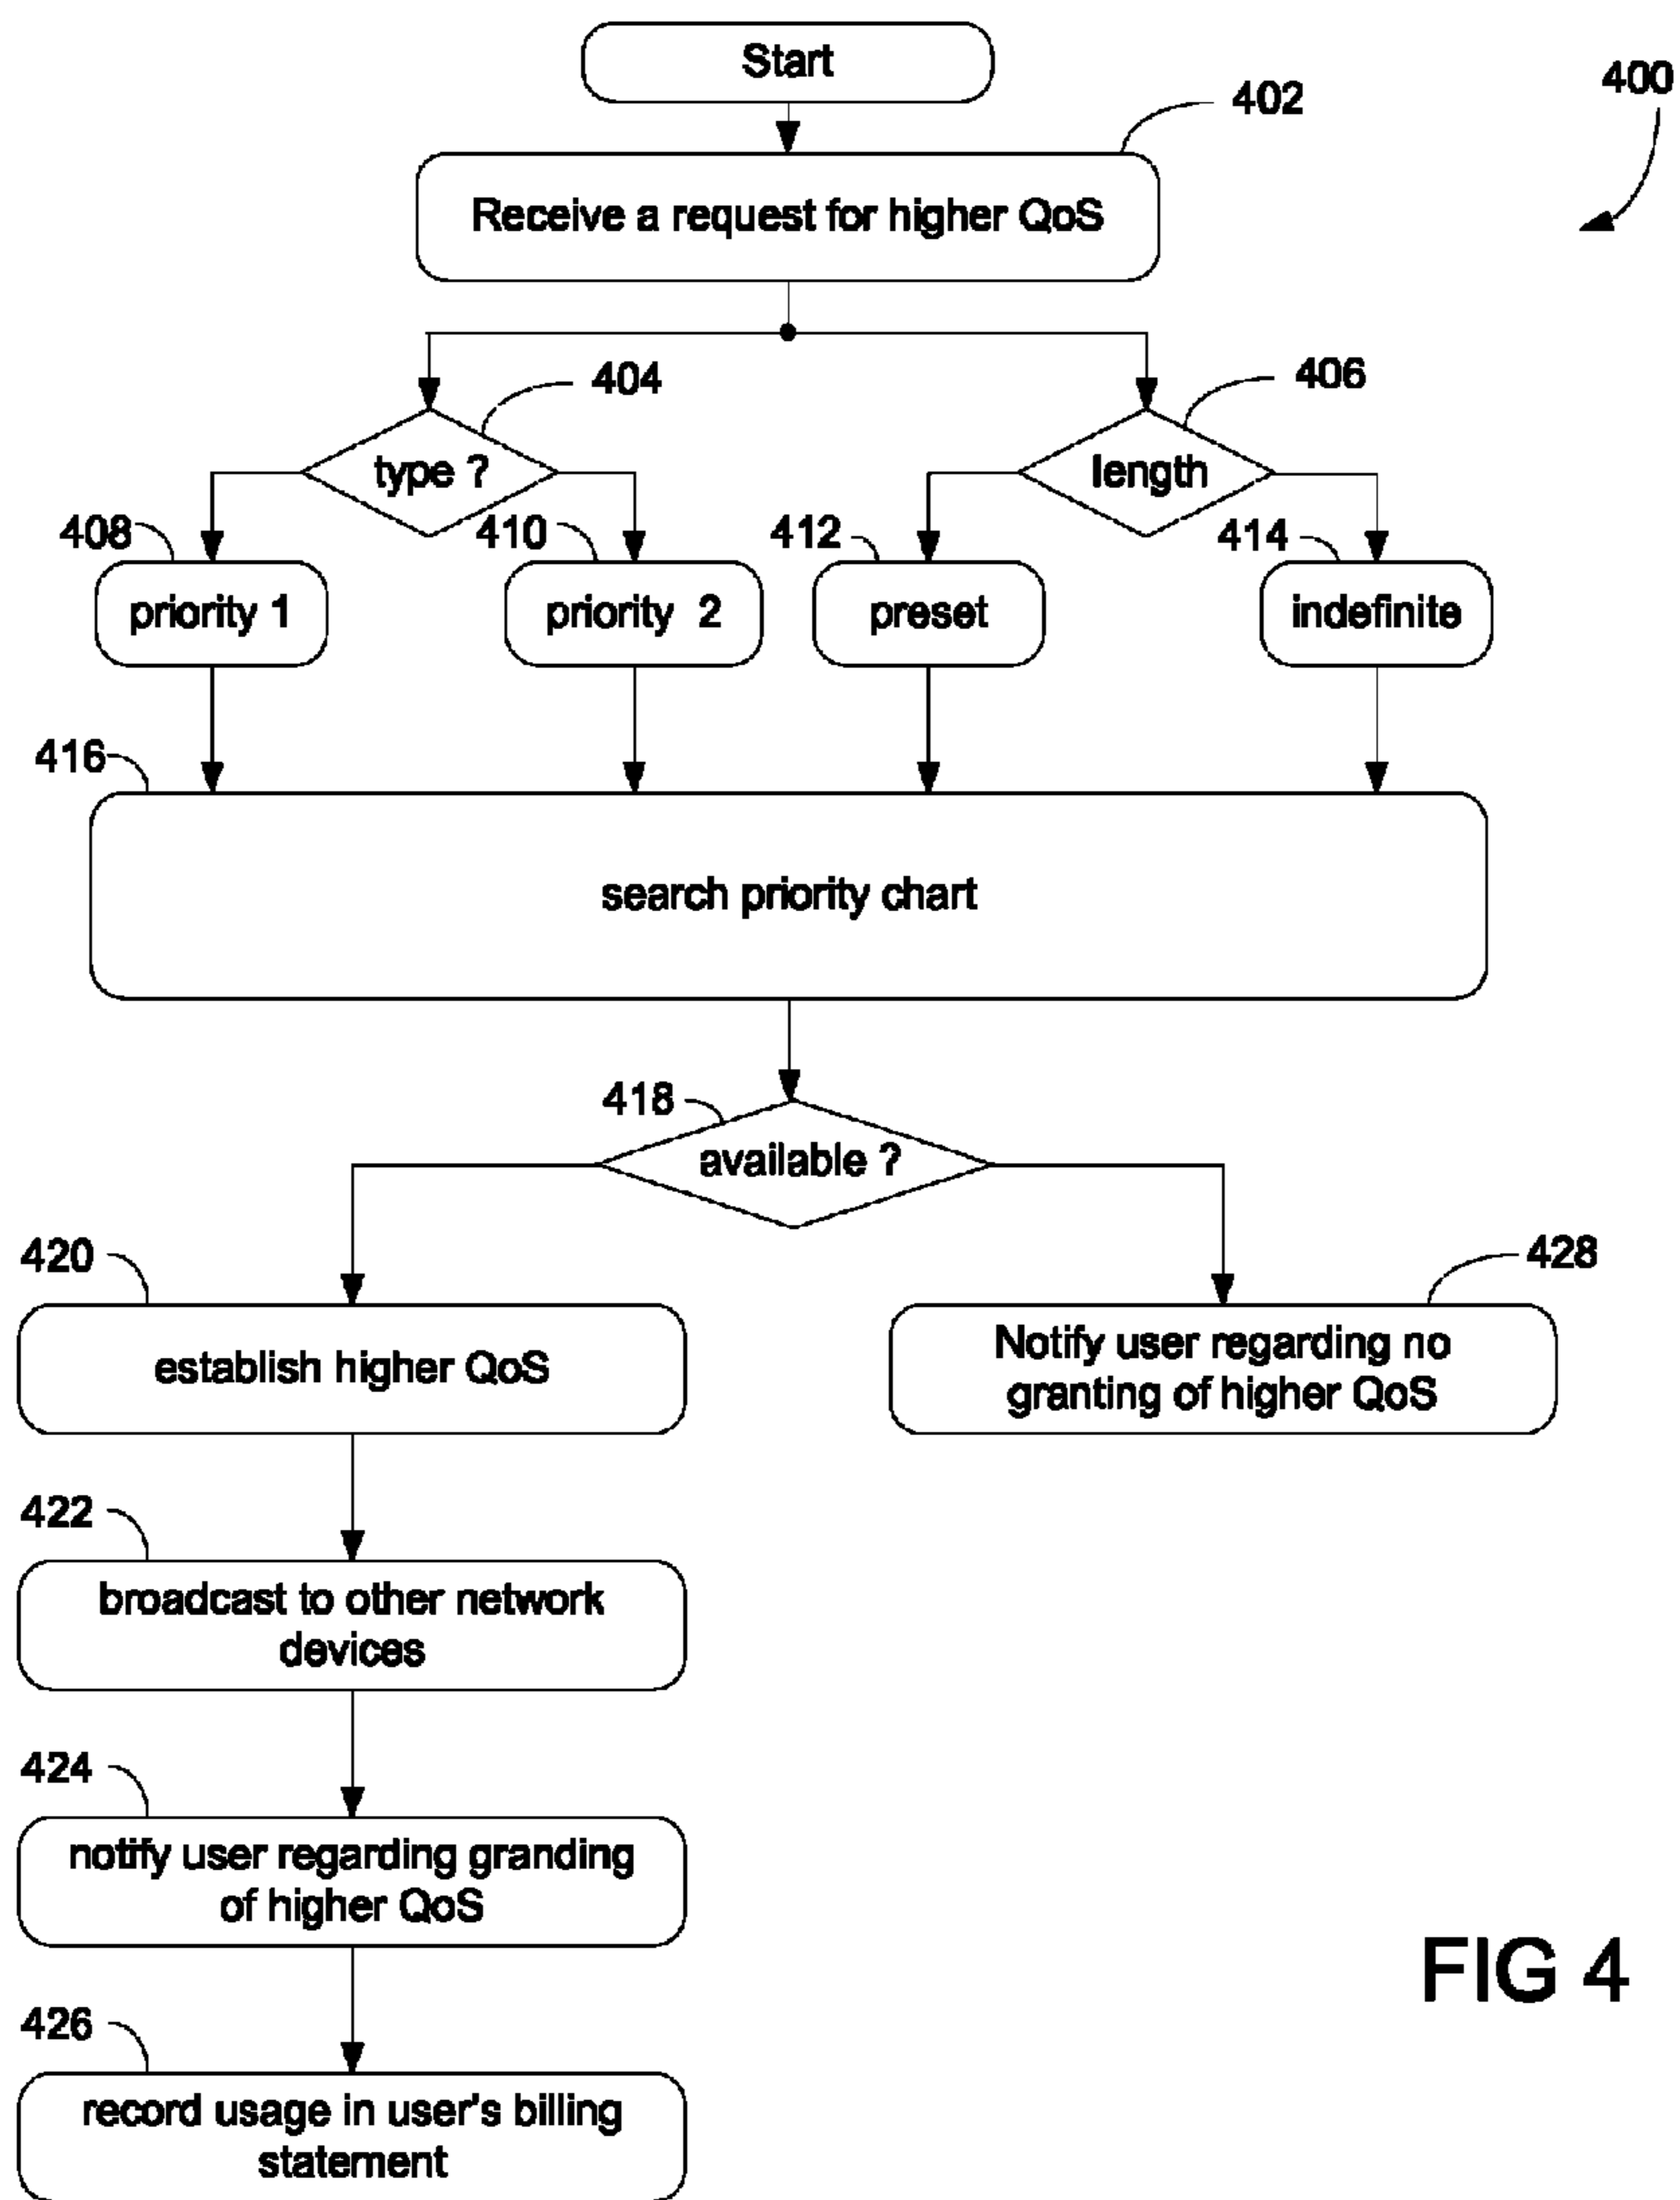 Start
400
402
Receive a request for higher QoS
404
406
type ?
length
408
410
412
414
priority 1
priority 2
preset
indefinite
416
search priority chart
418
available ?
420
428
establish higher QoS
Notify user regarding no
granting of higher QoS
422
broadcast to other network
devices
424
notify user regarding granding
of higher QoS
FIG 4
426
record usage in user's billing
statement